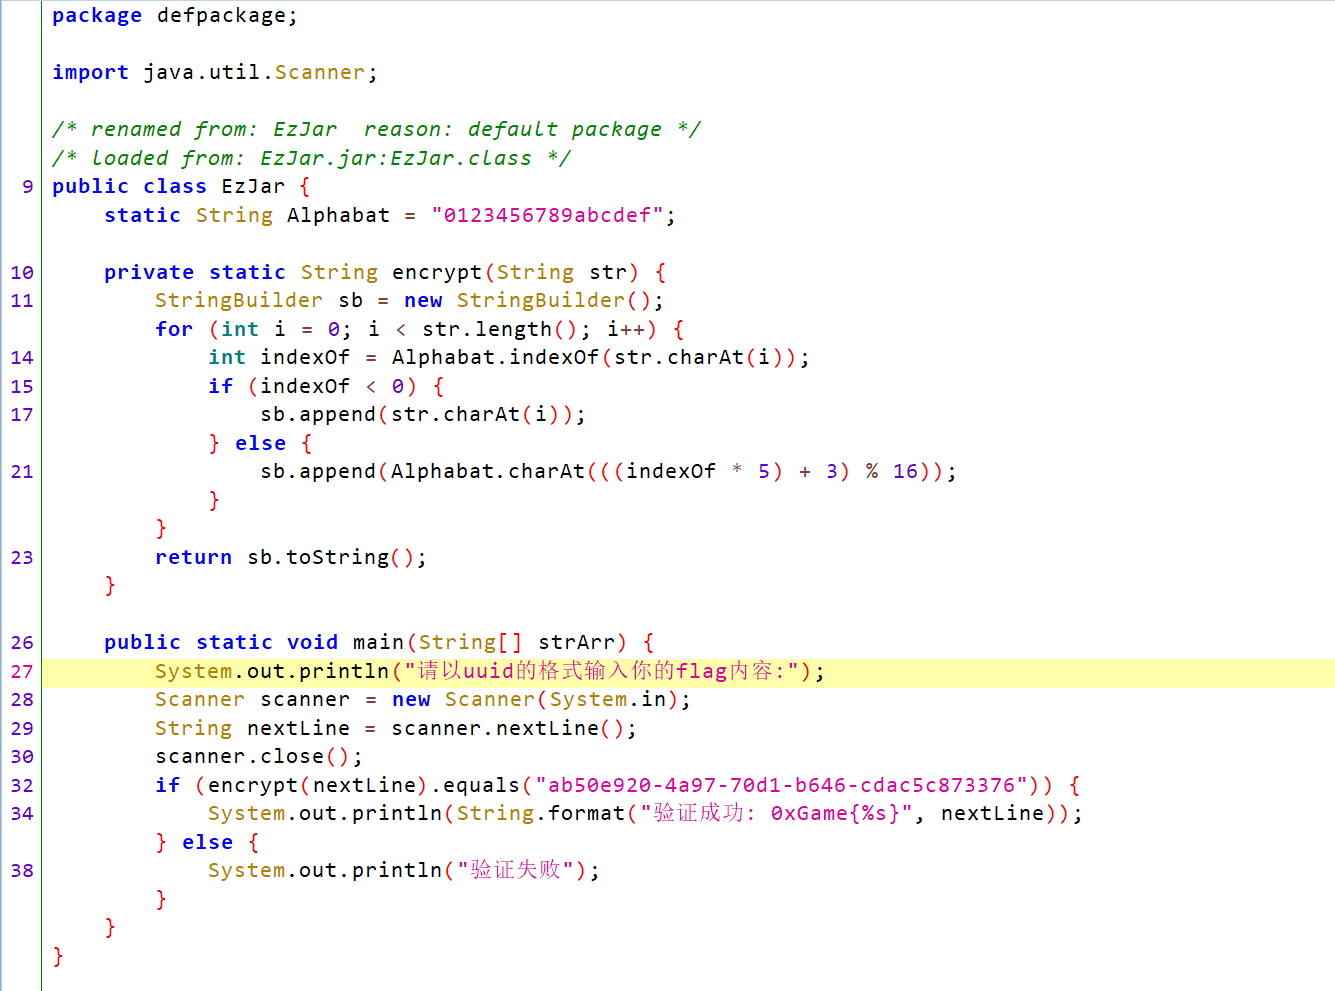 package defpackage;
import java.util.Scanner;
/* renamed from: EzJar  reason: default package */
/* loaded from: EzJar.jar:EzJar.class */
9 public class EzJar {
static String Alphabat = "0123456789abcdef";
10 private static String encrypt(String str) {
11 StringBuilder sb = new StringBuilder();
for (int i = 0; i < str.length(); i++) {
14 int indexOf = Alphabat.indexOf(str.charAt(i));
15 if (indexOf < 0) {
17 sb.append(str.charAt(i));
} else {
21 sb.append(Alphabat.charAt(((indexOf * 5) + 3) % 16));
}
}
23 return sb.toString();
}
26 public static void main(String[] strArr) {
27 System.out.println("请以uuid的格式输入你的flag内容:");
28 Scanner scanner = new Scanner(System.in);
29 String nextLine = scanner.nextLine();
30 scanner.close();
32 if (encrypt(nextLine).equals("ab50e920-4a97-70d1-b646-cdac5c873376")) {
34 System.out.println(String.format("验证成功: 0xGame{%s}", nextLine));
} else {
38 System.out.println("验证失败");
}
}
}